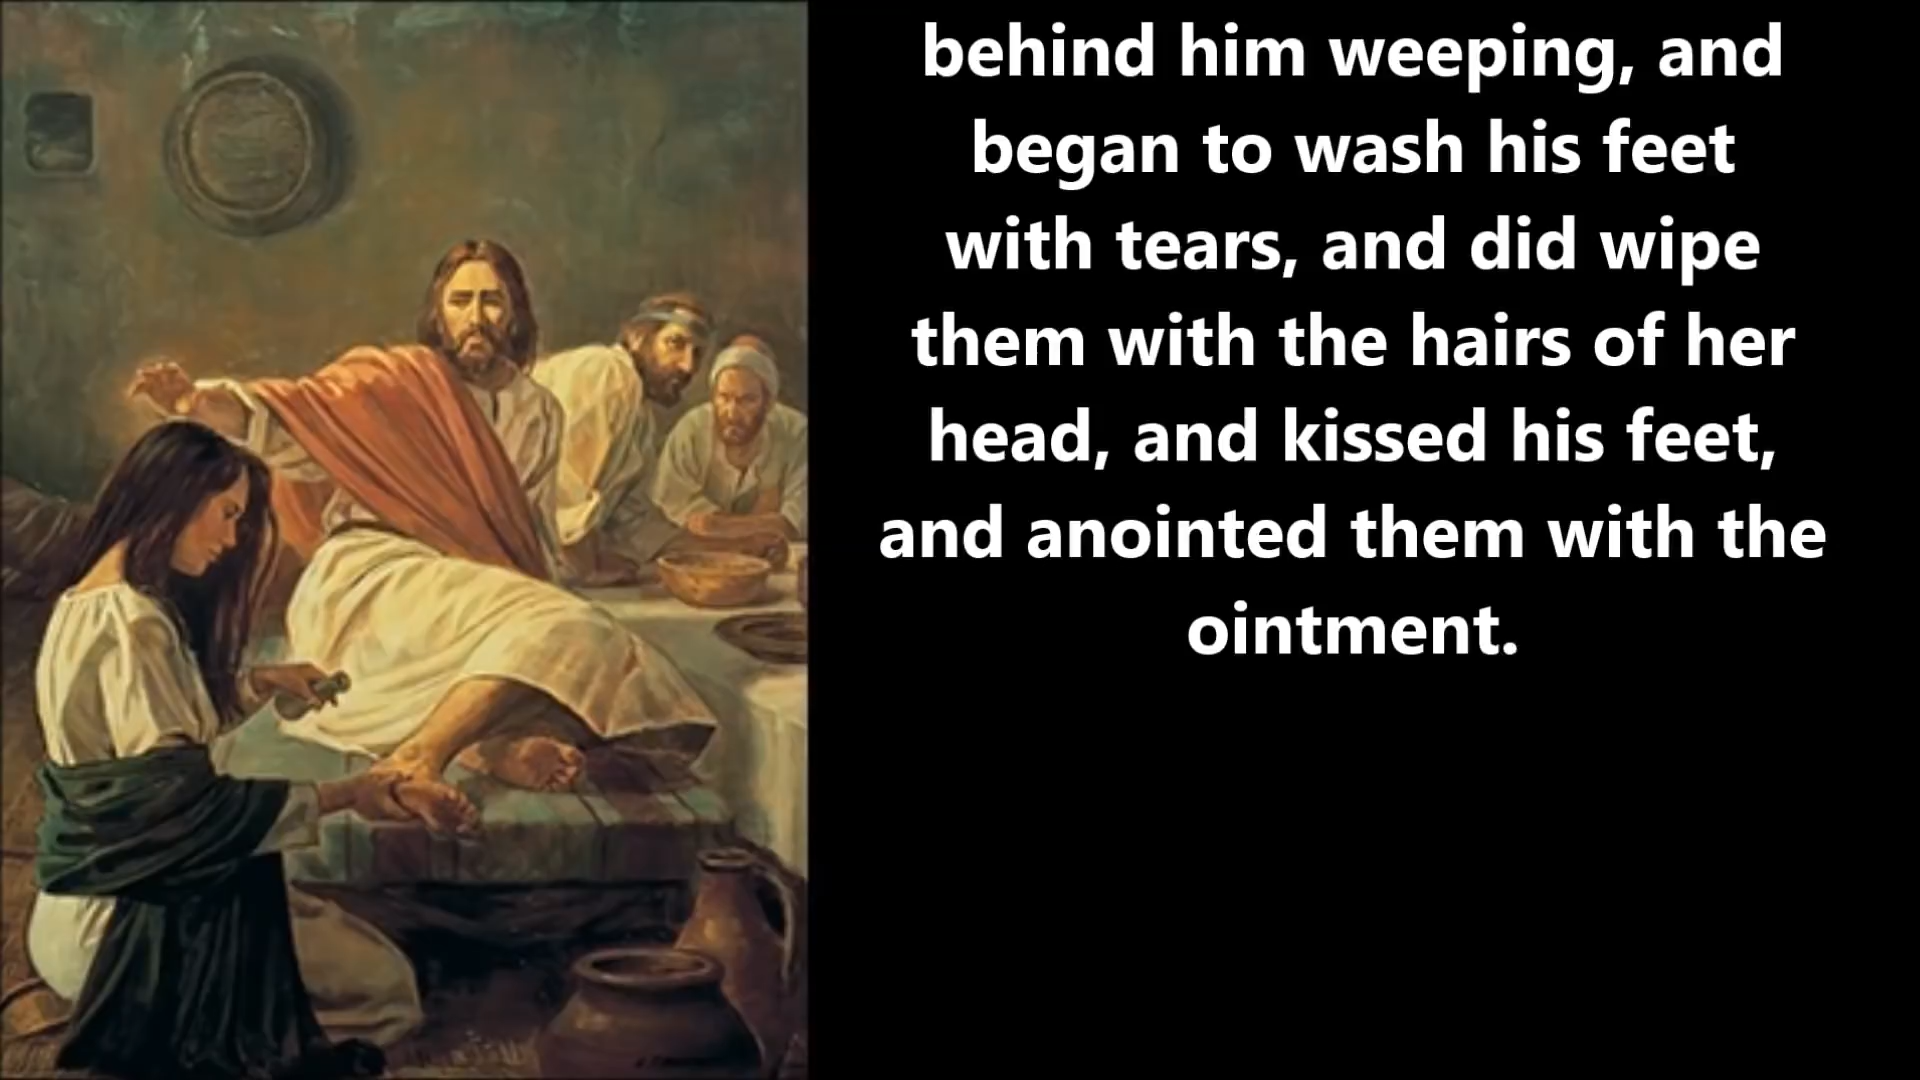 behind him weeping, and
began to wash his feet
with tears, and did wipe
them with the hairs of her
head, and kissed his feet,
and anointed them with the
ointment.